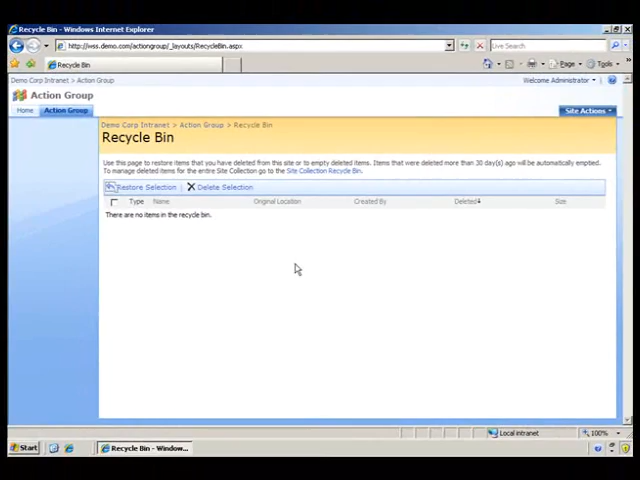 Recycle Bin - Windows Internet Explorer
http://wss.demo.com/actiongroup/_layouts/RecycleBin.aspx
Live Search
Recycle Bin
Page
Tools
Demo Corp Intranet > Action Group
Welcome Administrator
Action Group
Home
Action Group
Site Actions
Demo Corp Intranet > Action Group > Recycle Bin
Recycle Bin
Use this page to restore items that you have deleted from this site or to empty deleted items. Items that were deleted more than 30 day(s) ago will be automatically emptied.
To manage deleted items for the entire Site Collection go to the Site Collection Recycle Bin.
Restore Selection | Delete Selection
Type Name Original Location Created By Deleted Size
There are no items in the recycle bin.
Local intranet
100%
Start
Recycle Bin - Window...